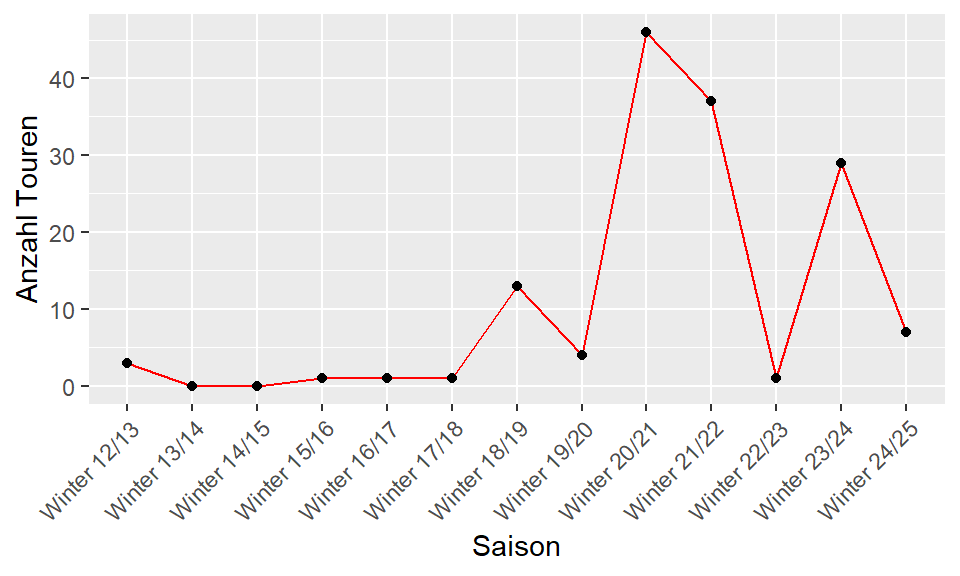 Anzahl Touren
40
30
20
10
0
Winter 12/13
Winter 13/14
Winter 14/15
Winter 15/16
Winter 16/17
Winter 17/18
Winter 18/19
Winter 19/20
Winter 20/21
Winter 21/22
Winter 22/23
Winter 23/24
Winter 24/25
Saison